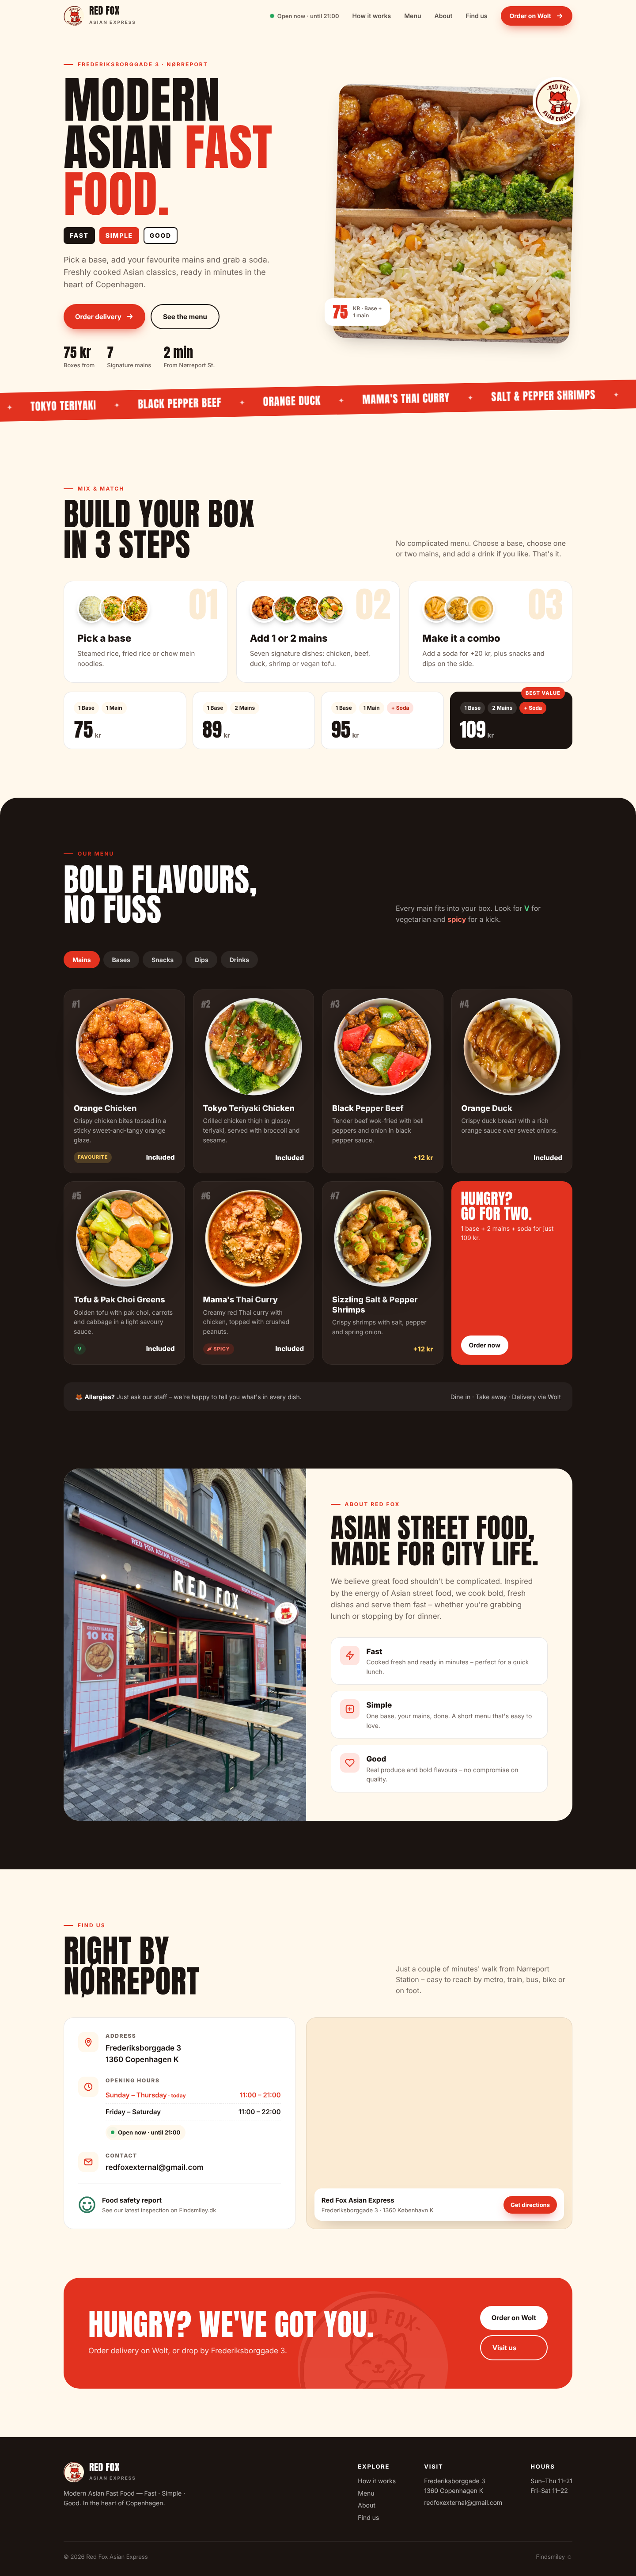 RED FOX
ASIAN EXPRESS
Open now · until 21:00
How it works
Menu
About
Find us
Order on Wolt →
FREDERIKSBORGGADE 3 · NØRREPORT
MODERN
ASIAN FAST
FOOD.
FAST
SIMPLE
GOOD
Pick a base, add your favourite mains and grab a soda.
Freshly cooked Asian classics, ready in minutes in the
heart of Copenhagen.
Order delivery →
See the menu
75 kr
Boxes from
7
Signature mains
2 min
From Nørreport St.
RED FOX
ASIAN EXPRESS
75
KR · Base +
1 main
TOKYO TERIYAKI
BLACK PEPPER BEEF
ORANGE DUCK
MAMA'S THAI CURRY
SALT & PEPPER SHRIMPS
MIX & MATCH
BUILD YOUR BOX
IN 3 STEPS
No complicated menu. Choose a base, choose one
or two mains, and add a drink if you like. That's it.
01
Pick a base
Steamed rice, fried rice or chow mein
noodles.
02
Add 1 or 2 mains
Seven signature dishes: chicken, beef,
duck, shrimp or vegan tofu.
03
Make it a combo
Add a soda for +20 kr, plus snacks and
dips on the side.
1 Base
1 Main
75 kr
1 Base
2 Mains
89 kr
1 Base
1 Main
+ Soda
95 kr
BEST VALUE
1 Base
2 Mains
+ Soda
109 kr
OUR MENU
BOLD FLAVOURS,
NO FUSS
Every main fits into your box. Look for V for
vegetarian and spicy for a kick.
Mains
Bases
Snacks
Dips
Drinks
#1
Orange Chicken
Crispy chicken bites tossed in a
sticky sweet-and-tangy orange
glaze.
FAVOURITE
Included
#2
Tokyo Teriyaki Chicken
Grilled chicken thigh in glossy
teriyaki, served with broccoli and
sesame.
Included
#3
Black Pepper Beef
Tender beef wok-fried with bell
peppers and onion in black
pepper sauce.
+12 kr
#4
Orange Duck
Crispy duck breast with a rich
orange sauce over sweet onions.
Included
#5
Tofu & Pak Choi Greens
Golden tofu with pak choi, carrots
and cabbage in a light savoury
sauce.
V
Included
#6
Mama's Thai Curry
Creamy red Thai curry with
chicken, topped with crushed
peanuts.
SPICY
Included
#7
Sizzling Salt & Pepper
Shrimps
Crispy shrimps with salt, pepper
and spring onion.
+12 kr
HUNGRY?
GO FOR TWO.
1 base + 2 mains + soda for just
109 kr.
Order now
Allergies? Just ask our staff – we're happy to tell you what's in every dish.
Dine in · Take away · Delivery via Wolt
RED FOX ASIAN EXPRESS
RED FOX
10 KR
ABOUT RED FOX
ASIAN STREET FOOD,
MADE FOR CITY LIFE.
We believe great food shouldn't be complicated. Inspired
by the energy of Asian street food, we cook bold, fresh
dishes and serve them fast – whether you're grabbing
lunch or stopping by for dinner.
Fast
Cooked fresh and ready in minutes – perfect for a quick
lunch.
Simple
One base, your mains, done. A short menu that's easy to
love.
Good
Real produce and bold flavours – no compromise on
quality.
FIND US
RIGHT BY
NØRREPORT
Just a couple of minutes' walk from Nørreport
Station – easy to reach by metro, train, bus, bike or
on foot.
ADDRESS
Frederiksborggade 3
1360 Copenhagen K
OPENING HOURS
Sunday – Thursday · today
11:00 – 21:00
Friday – Saturday
11:00 – 22:00
Open now · until 21:00
CONTACT
redfoxexternal@gmail.com
Food safety report
See our latest inspection on Findsmiley.dk
Red Fox Asian Express
Frederiksborggade 3 · 1360 København K
Get directions
HUNGRY? WE'VE GOT YOU.
Order delivery on Wolt, or drop by Frederiksborggade 3.
RED FOX
Order on Wolt
Visit us
RED FOX
ASIAN EXPRESS
Modern Asian Fast Food — Fast · Simple ·
Good. In the heart of Copenhagen.
EXPLORE
How it works
Menu
About
Find us
VISIT
Frederiksborggade 3
1360 Copenhagen K
redfoxexternal@gmail.com
HOURS
Sun–Thu 11–21
Fri–Sat 11–22
© 2026 Red Fox Asian Express
Findsmiley ☺